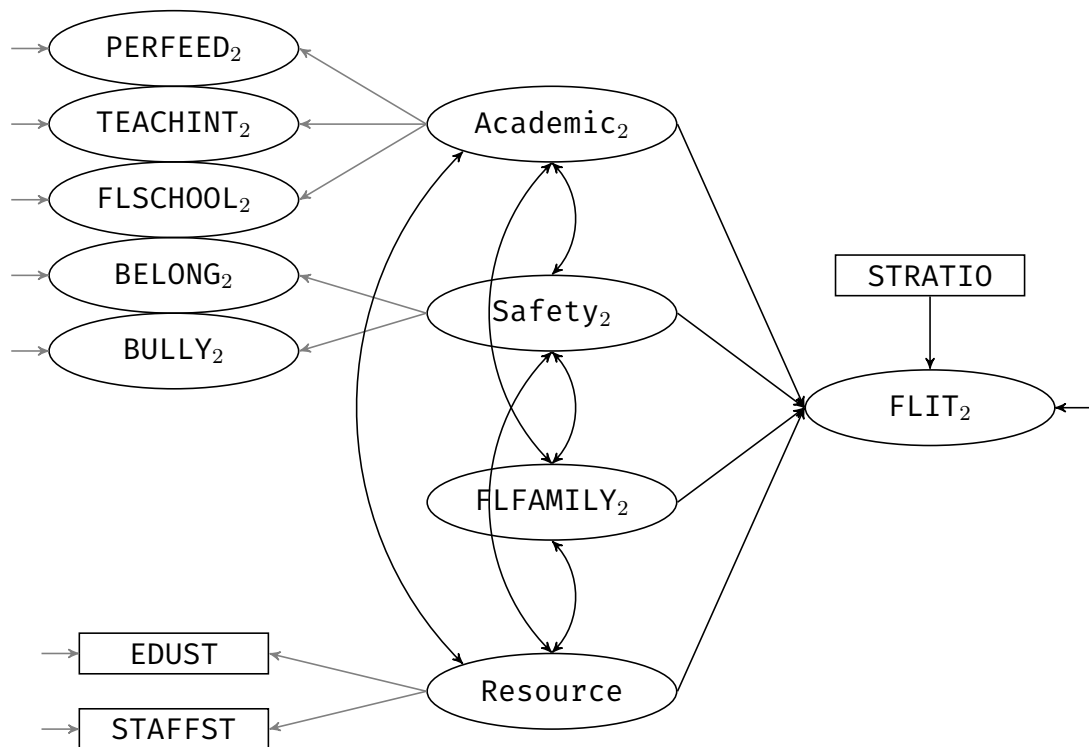 PERFEED₂
TEACHINT₂
FLSCHOOL₂
BELONG₂
BULLY₂
Academic₂
Safety₂
FLFAMILY₂
Resource
EDUST
STAFFST
STRATIO
FLIT₂